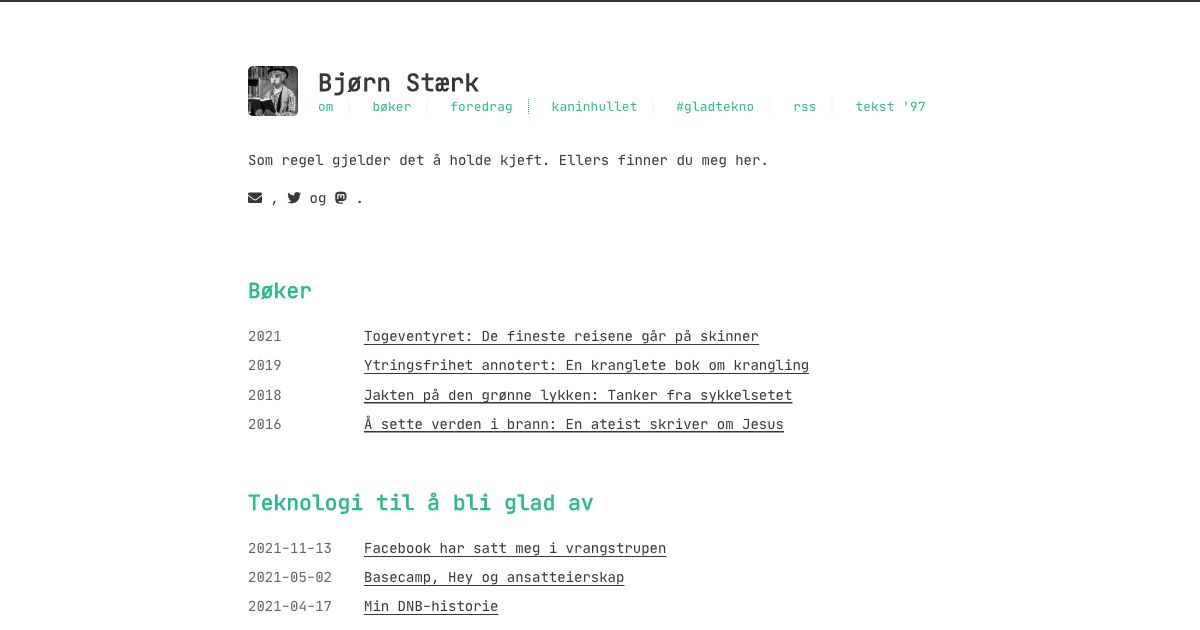 Bjørn Stærk
om bøker foredrag kaninhullet #gladtekno rss tekst '97
Som regel gjelder det å holde kjeft. Ellers finner du meg her.
, og .
Bøker
2021 Togeventyret: De fineste reisene går på skinner
2019 Ytringsfrihet annotert: En kranglete bok om krangling
2018 Jakten på den grønne lykken: Tanker fra sykkelsetet
2016 Å sette verden i brann: En ateist skriver om Jesus
Teknologi til å bli glad av
2021-11-13 Facebook har satt meg i vrangstrupen
2021-05-02 Basecamp, Hey og ansatteierskap
2021-04-17 Min DNB-historie